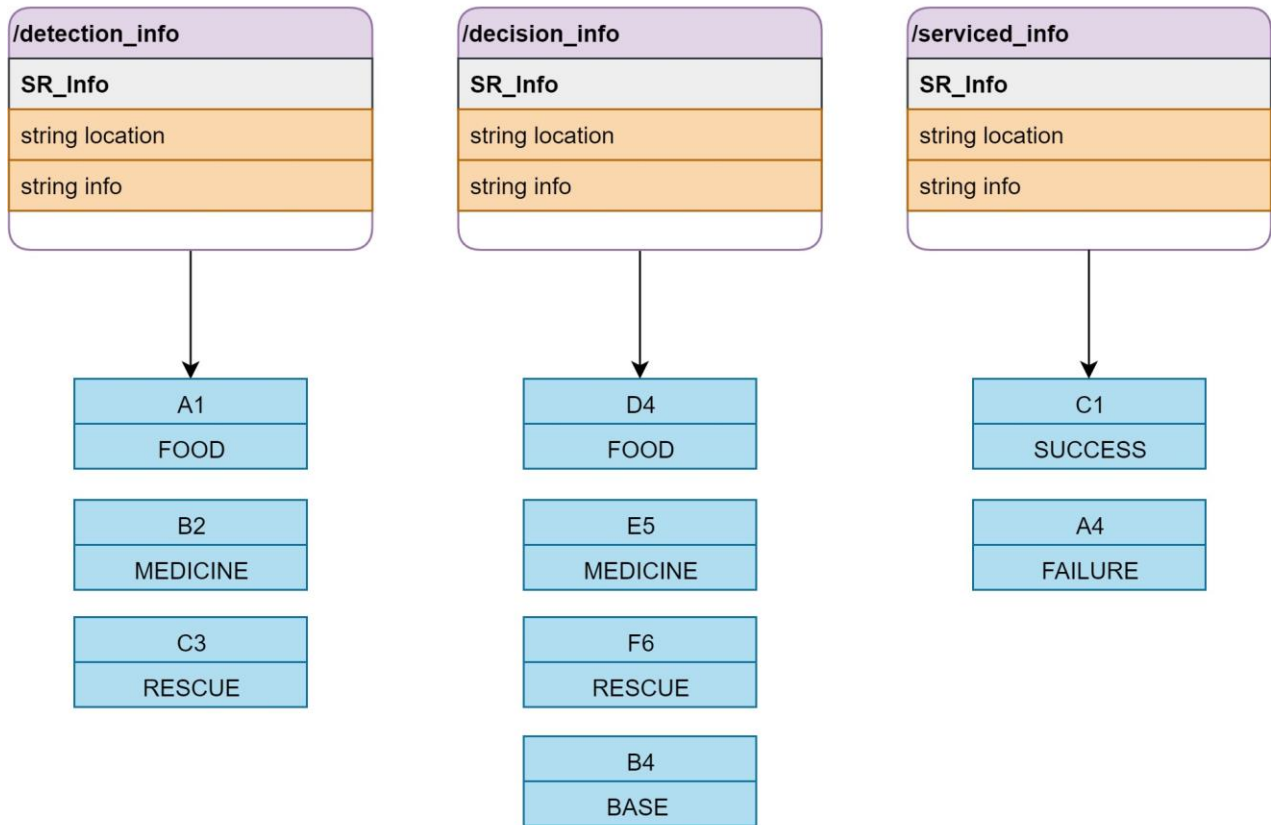 /detection_info
SR_Info
string location
string info
A1
FOOD
B2
MEDICINE
C3
RESCUE
/decision_info
SR_Info
string location
string info
D4
FOOD
E5
MEDICINE
F6
RESCUE
B4
BASE
/serviced_info
SR_Info
string location
string info
C1
SUCCESS
A4
FAILURE